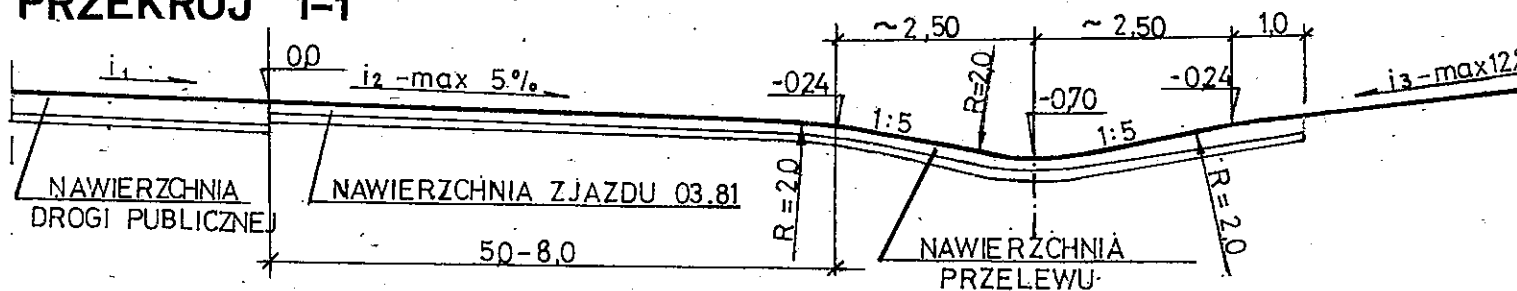 PRZEKRÓJ 1-1
~2,50
~2,50
1,0
i1
0,0
i2 -max 5%
-0,24
R=2,0
-0,70
-0,24
i3-max12%
1:5
1:5
NAWIERZCHNIA
DROGI PUBLICZNEJ
NAWIERZCHNIA ZJAZDU 03.81
R=2,0
NAWIERZCHNIA
PRZELEWU
R=2,0
5,0-8,0